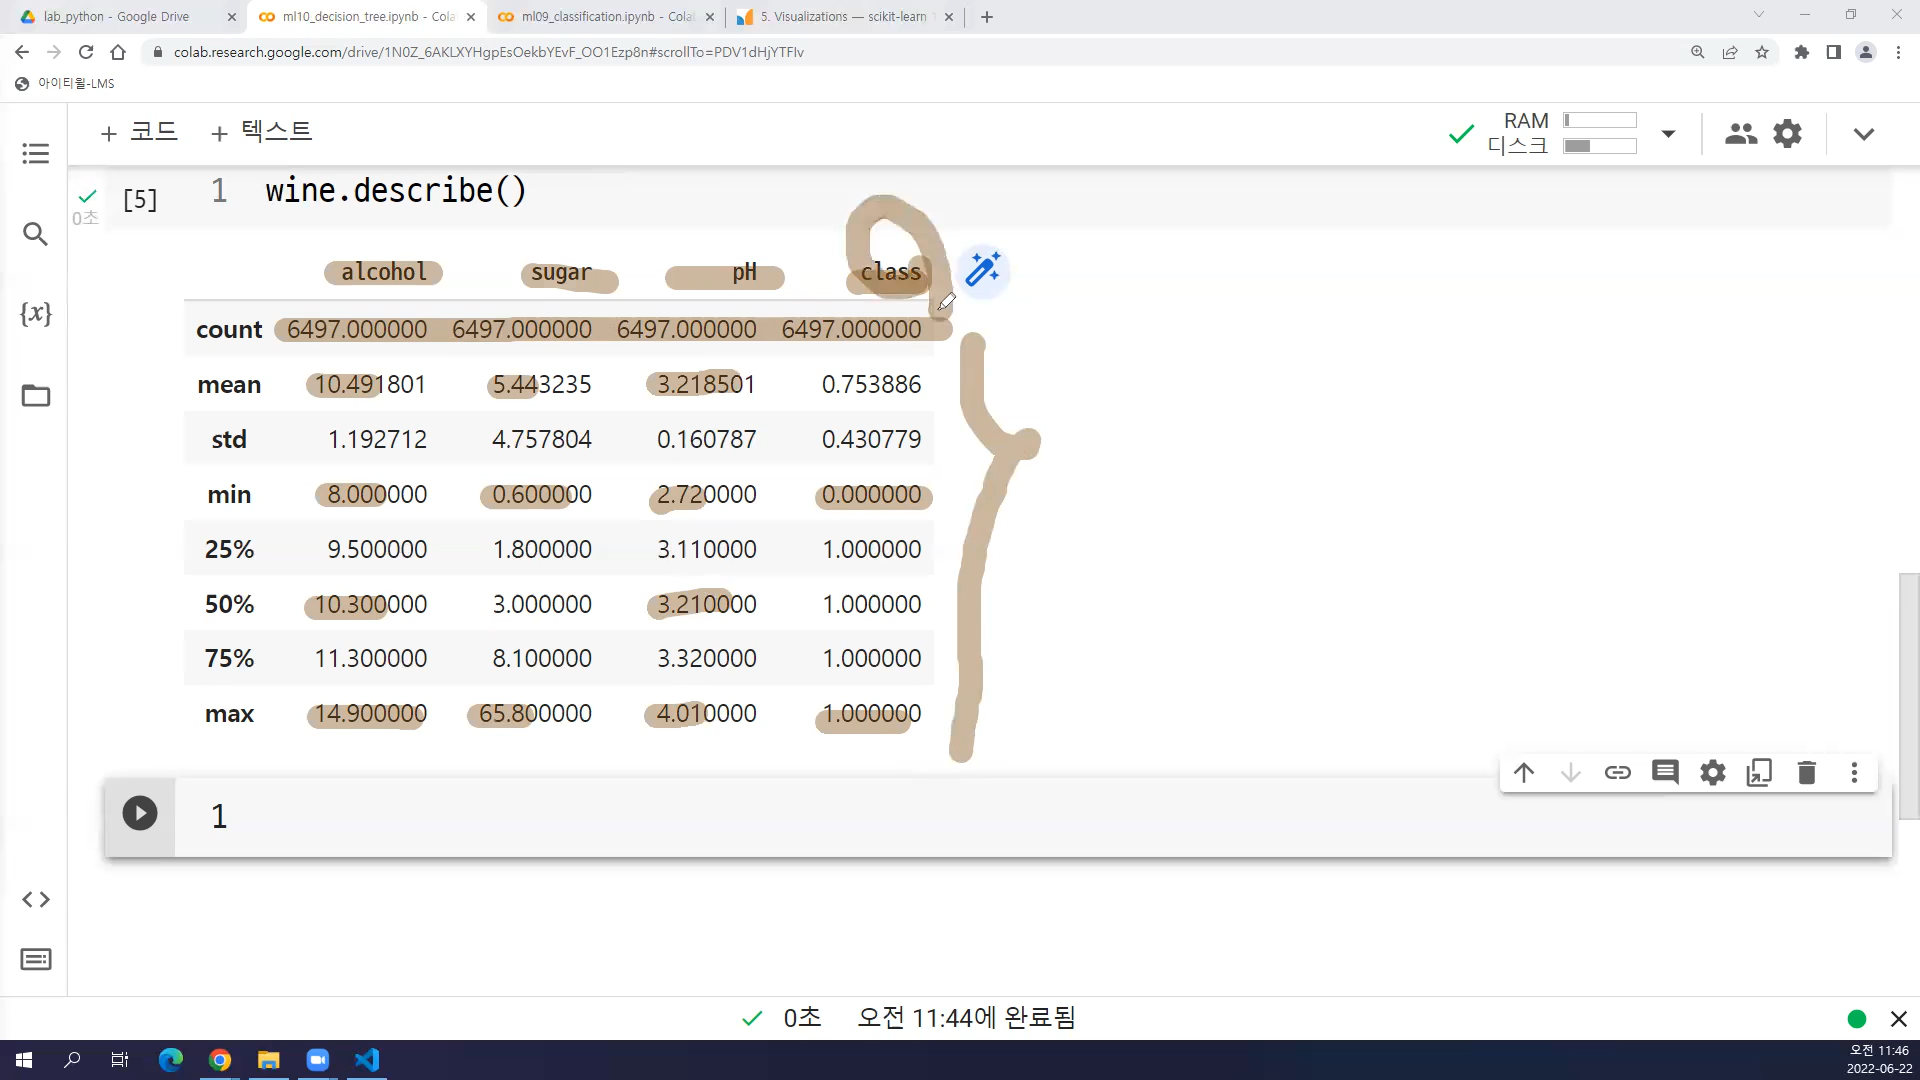 lab_python - Google Drive
ml10_decision_tree.ipynb - Cola
ml09_classification.ipynb - Cola
5. Visualizations — scikit-learn
colab.research.google.com/drive/1N0Z_6AKLXYHgpEsOekbYEvF_OO1Ezp8n#scrollTo=PDV1dHjYTFIv
아이티윌-LMS
+ 코드 + 텍스트
RAM
디스크
0초
[5] 1 wine.describe()
alcohol sugar pH class
count 6497.000000 6497.000000 6497.000000 6497.000000
mean 10.491801 5.443235 3.218501 0.753886
std 1.192712 4.757804 0.160787 0.430779
min 8.000000 0.600000 2.720000 0.000000
25% 9.500000 1.800000 3.110000 1.000000
50% 10.300000 3.000000 3.210000 1.000000
75% 11.300000 8.100000 3.320000 1.000000
max 14.900000 65.800000 4.010000 1.000000
1
0초 오전 11:44에 완료됨
오전 11:46
2022-06-22